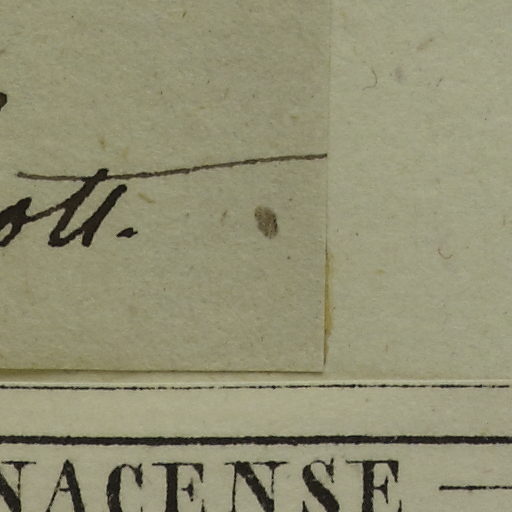 ott.
NACENSE —